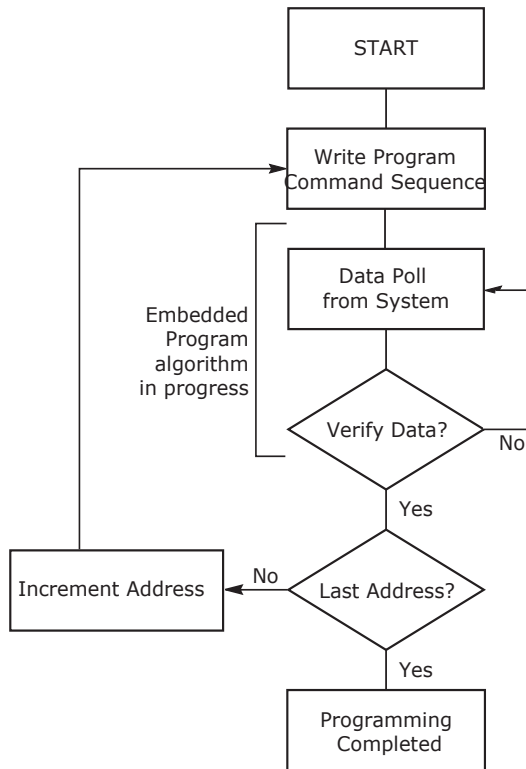 START
Write Program
Command Sequence
Data Poll
from System
Embedded
Program
algorithm
in progress
Verify Data?
No
Yes
Increment Address
No
Last Address?
Yes
Programming
Completed